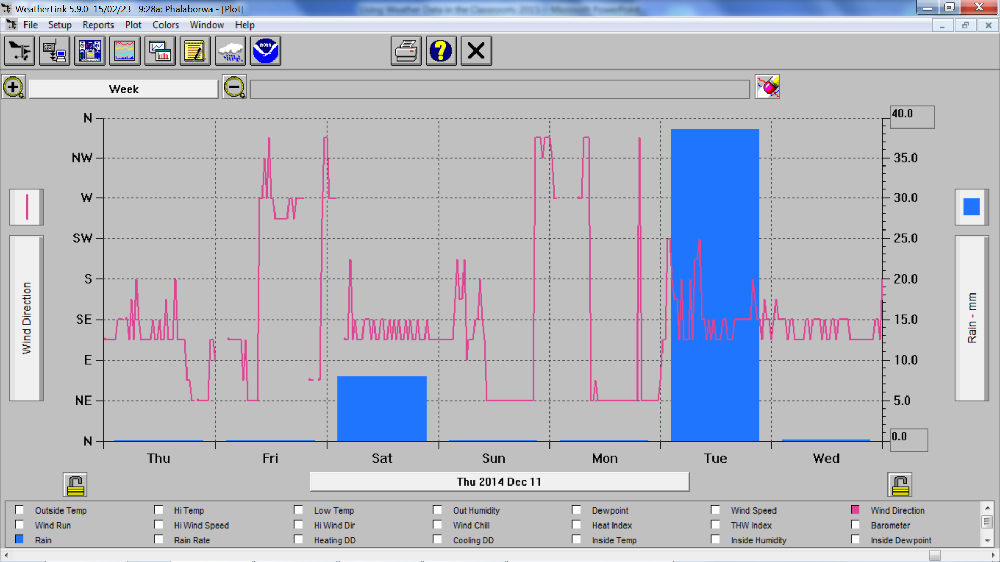 WeatherLink 5.9.0 15/02/23 9:28a: Phalaborwa - [Plot]
Using Weather Data in the Classroom, 2015 - Microsoft PowerPoint
File Setup Reports Plot Colors Window Help
NOAA
?
Week
N
NW
W
SW
S
SE
E
NE
N
Wind Direction
40.0
35.0
30.0
25.0
20.0
15.0
10.0
5.0
0.0
Rain - mm
Thu Fri Sat Sun Mon Tue Wed
Thu 2014 Dec 11
Outside Temp Hi Temp Low Temp Out Humidity Dewpoint Wind Speed Wind Direction
Wind Run Hi Wind Speed Hi Wind Dir Wind Chill Heat Index THW Index Barometer
Rain Rain Rate Heating DD Cooling DD Inside Temp Inside Humidity Inside Dewpoint